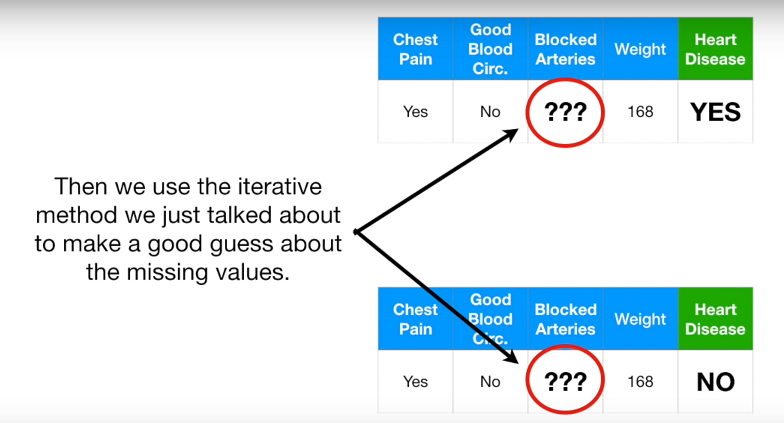 Chest Pain Good Blood Circ. Blocked Arteries Weight Heart Disease
Yes No ??? 168 YES
Then we use the iterative
method we just talked about
to make a good guess about
the missing values.
Chest Pain Good Blood Circ. Blocked Arteries Weight Heart Disease
Yes No ??? 168 NO